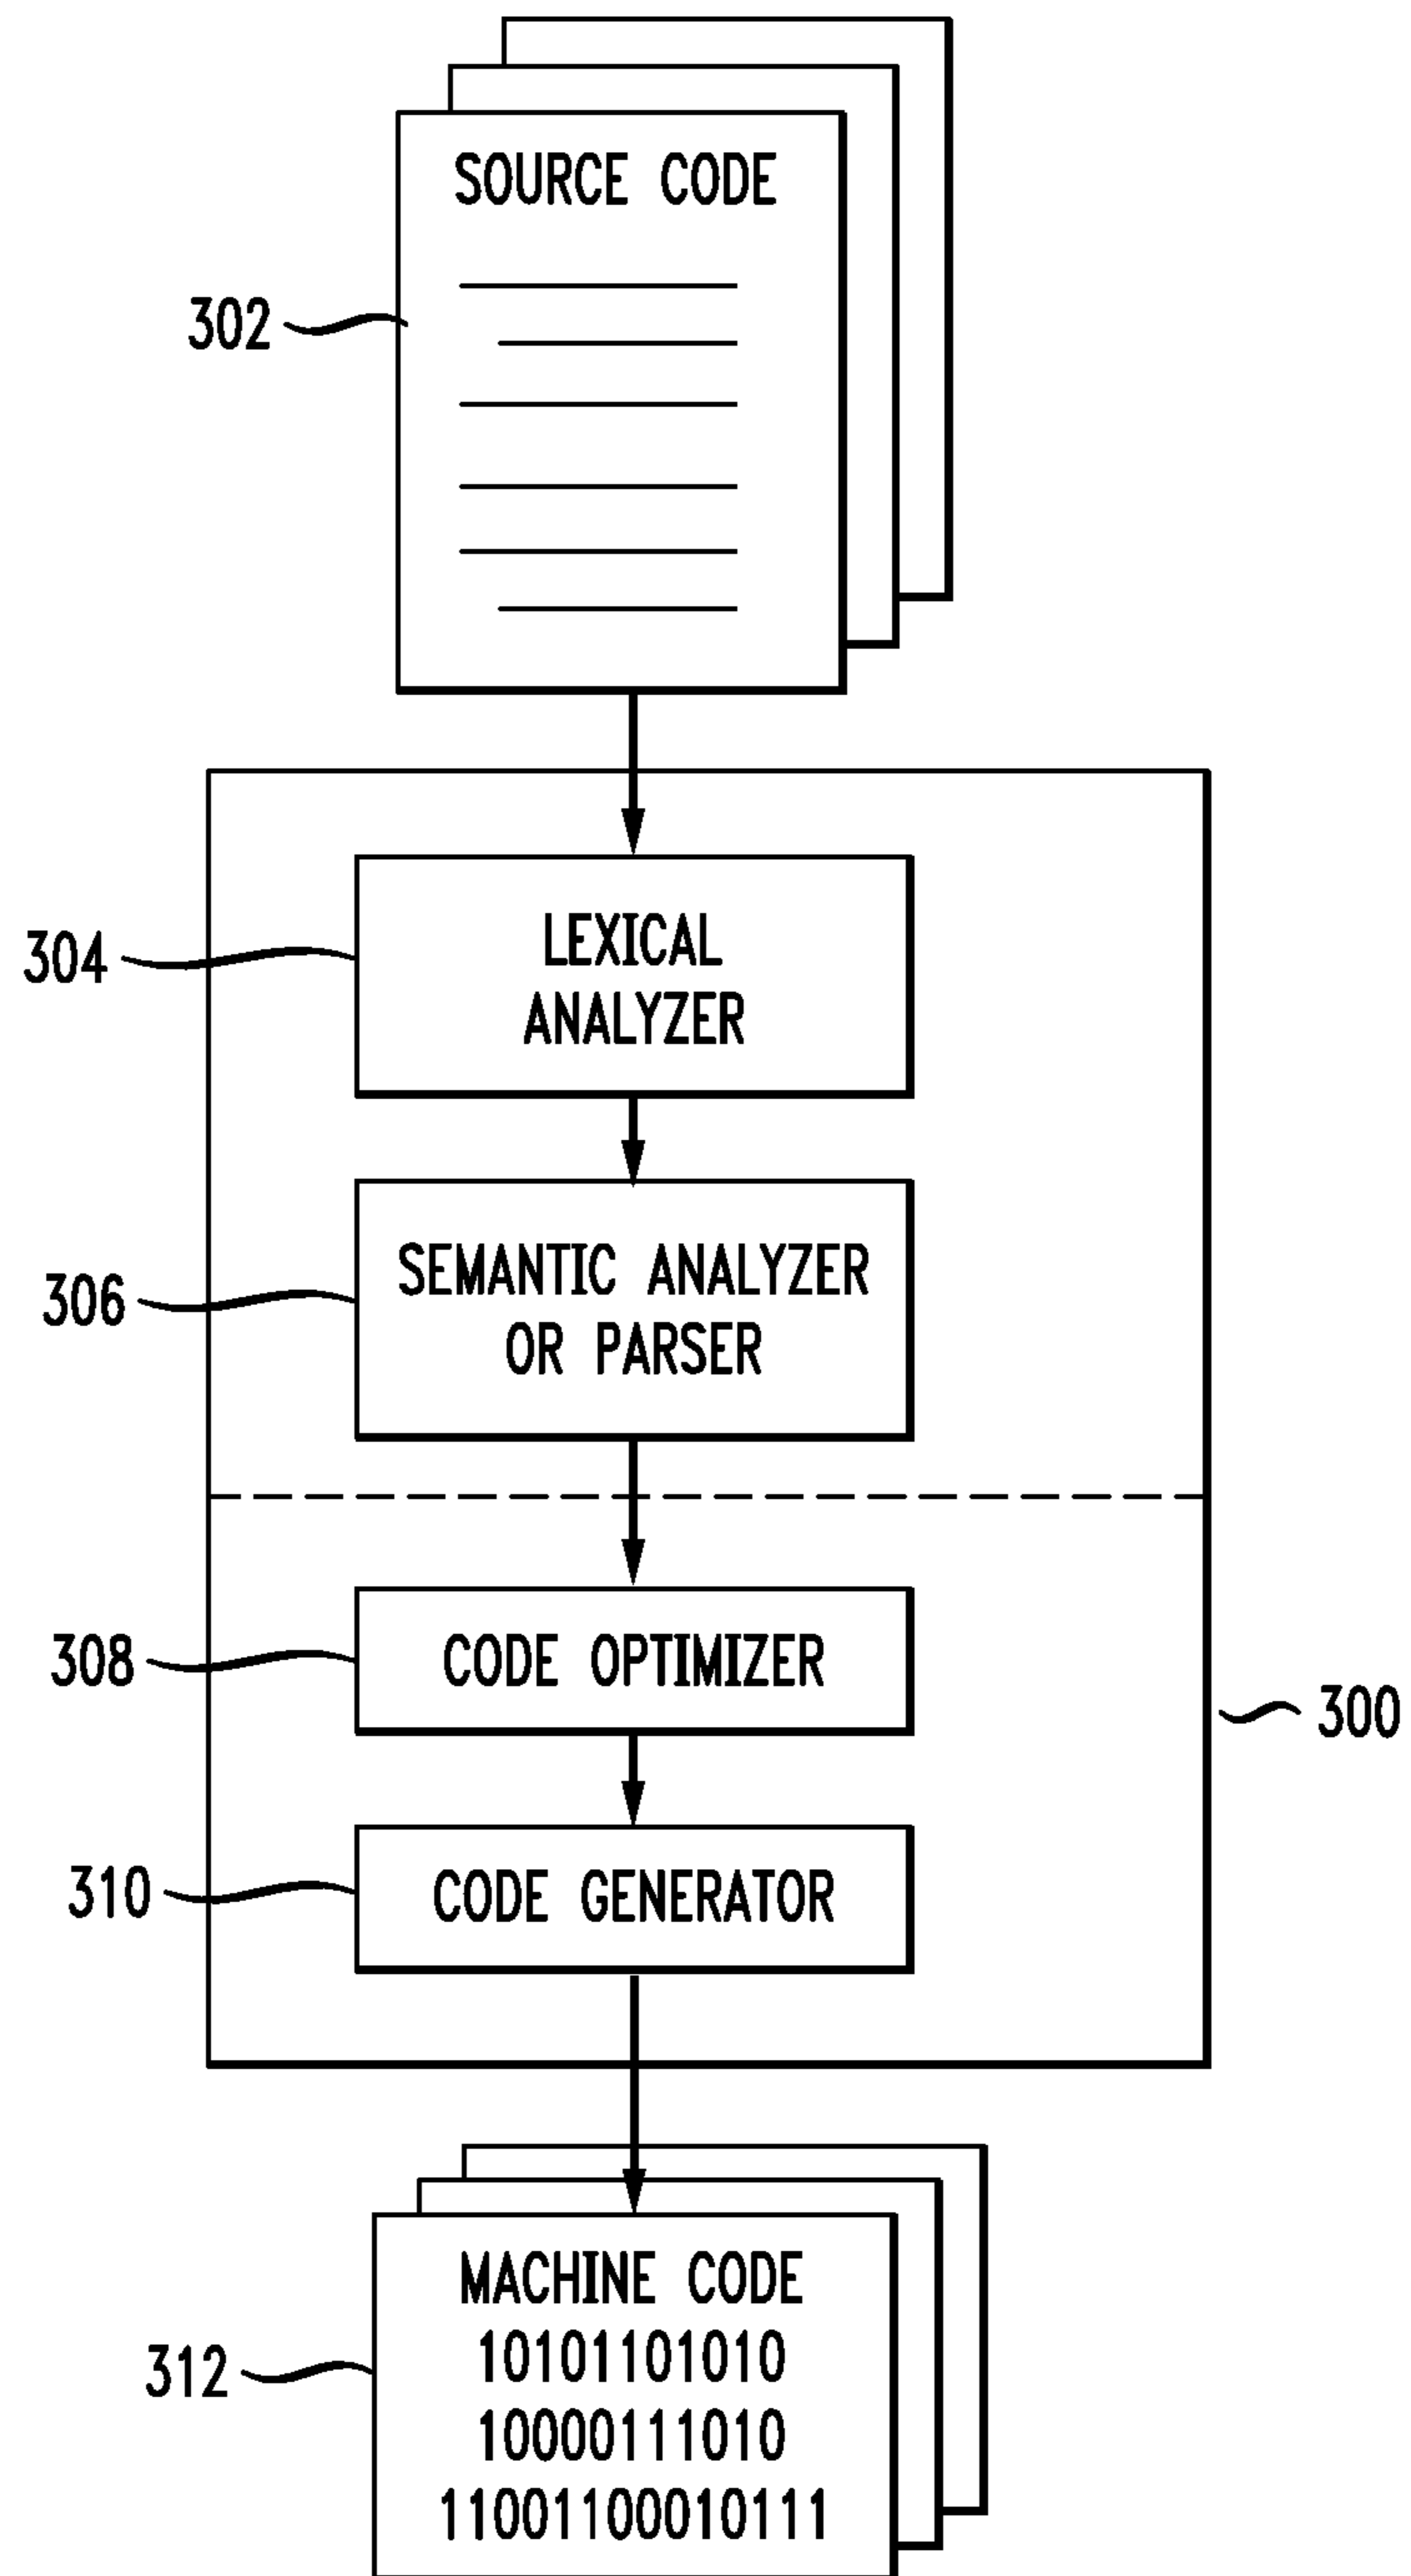 SOURCE CODE
302
304
LEXICAL
ANALYZER
306
SEMANTIC ANALYZER
OR PARSER
308
CODE OPTIMIZER
300
310
CODE GENERATOR
312
MACHINE CODE
10101101010
10000111010
11001100010111